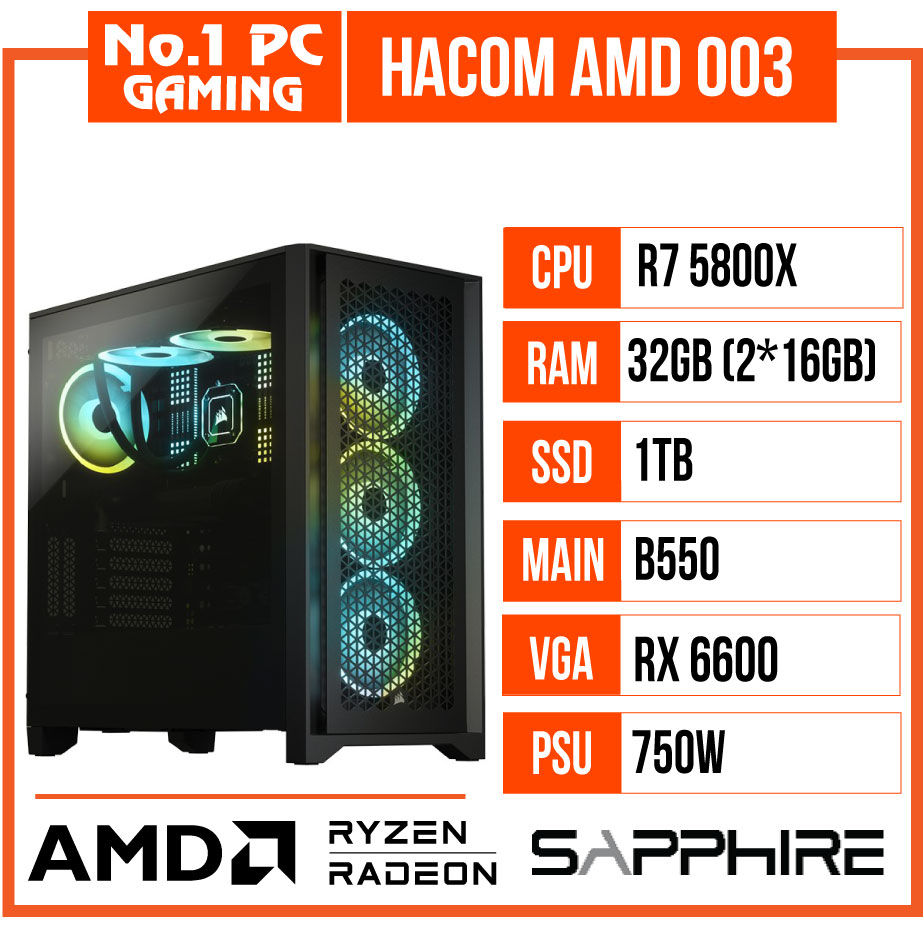 No.1 PC
GAMING
HACOM AMD 003
CPU R7 5800X
RAM 32GB (2*16GB)
SSD 1TB
MAIN B550
VGA RX 6600
PSU 750W
AMD
RYZEN
RADEON
SAPPHIRE